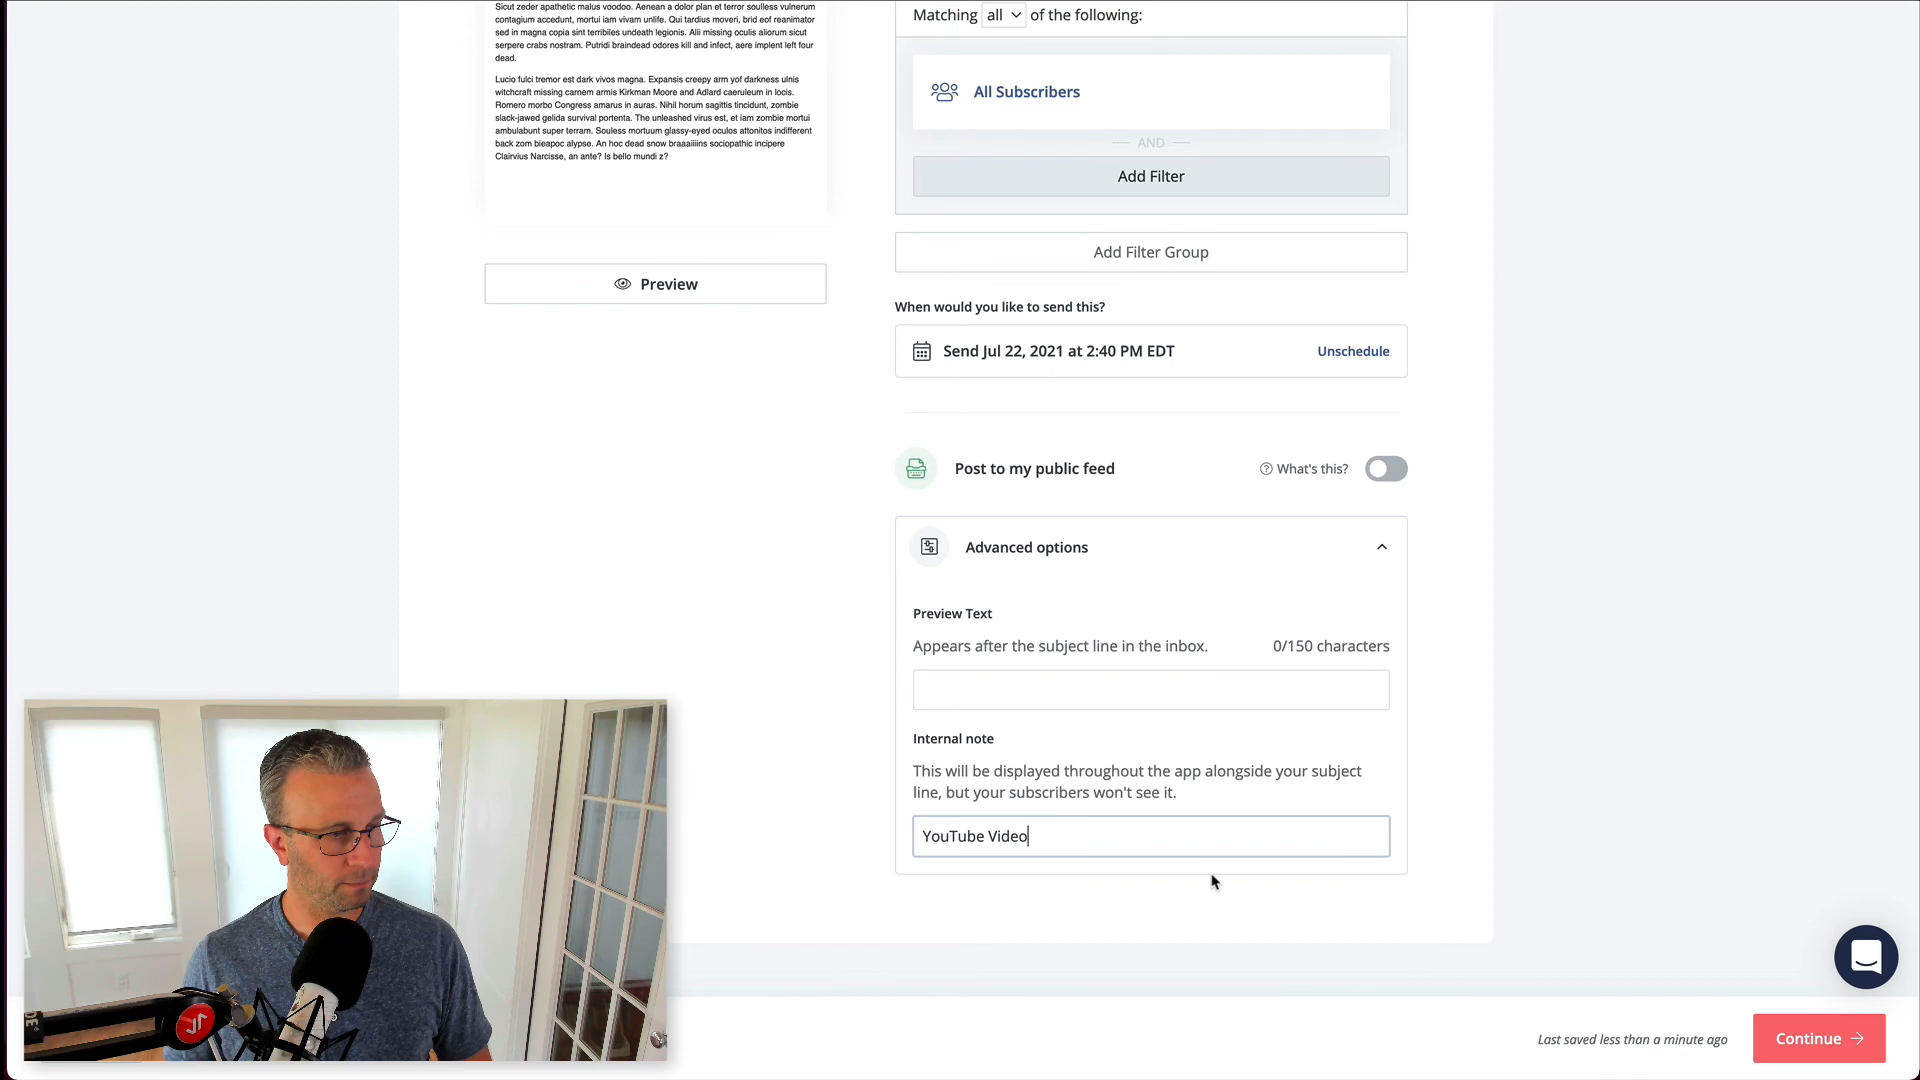 Sicut zeder apathetic malus voodoo. Aenean a dolor plan et terror soulless vulnerum
contagium accedunt, mortui iam vivam unlife. Qui tardius moveri, brid eof reanimator
sed in magna copia sint terribiles undeath legionis. Alii missing oculis aliorum sicut
serpere crabs nostram. Putridi braindead odores kill and infect, aere implent left four
dead.
Lucio fulci tremor est dark vivos magna. Expansis creepy arm yof darkness ulnis
witchcraft missing carnem armis Kirkman Moore and Adlard caeruleum in locis.
Romero morbo Congress amarus in auras. Nihil horum sagittis tincidunt, zombie
slack-jawed gelida survival portenta. The unleashed virus est, et iam zombie mortui
ambulabunt super terram. Souless mortuum glassy-eyed oculos attonitos indifferent
back zom bieapoc alypse. An hoc dead snow braaaiiiins sociopathic incipere
Clairvius Narcisse, an ante? Is bello mundi z?
Preview
Matching all of the following:
All Subscribers
AND
Add Filter
Add Filter Group
When would you like to send this?
Send Jul 22, 2021 at 2:40 PM EDT Unschedule
Post to my public feed What's this?
Advanced options
Preview Text
Appears after the subject line in the inbox. 0/150 characters
Internal note
This will be displayed throughout the app alongside your subject
line, but your subscribers won't see it.
YouTube Video
Last saved less than a minute ago Continue